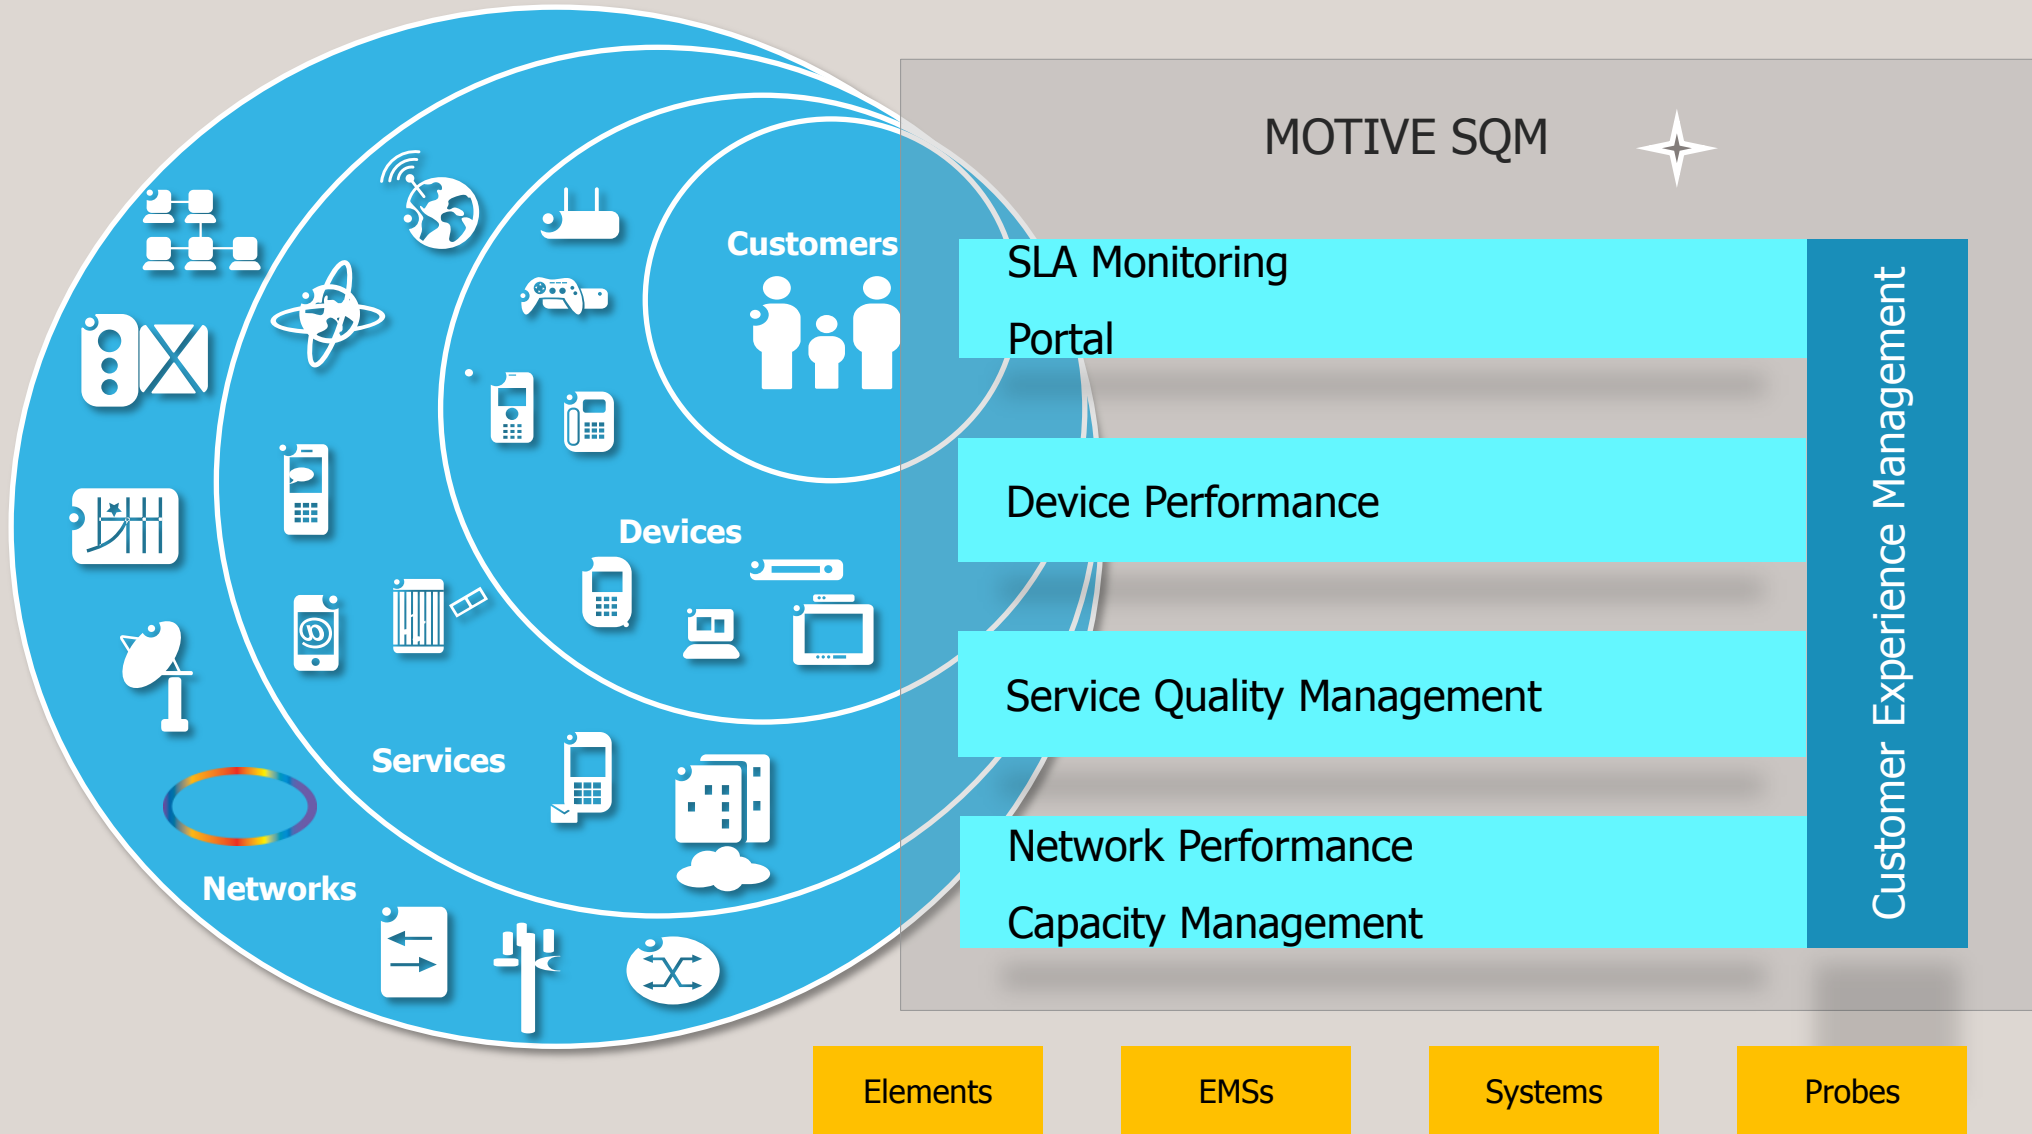 MOTIVE SQM
Customers
SLA Monitoring
Portal
Device Performance
Devices
Service Quality Management
Services
Network Performance
Capacity Management
Networks
Customer Experience Management
@
Elements
EMSs
Systems
Probes